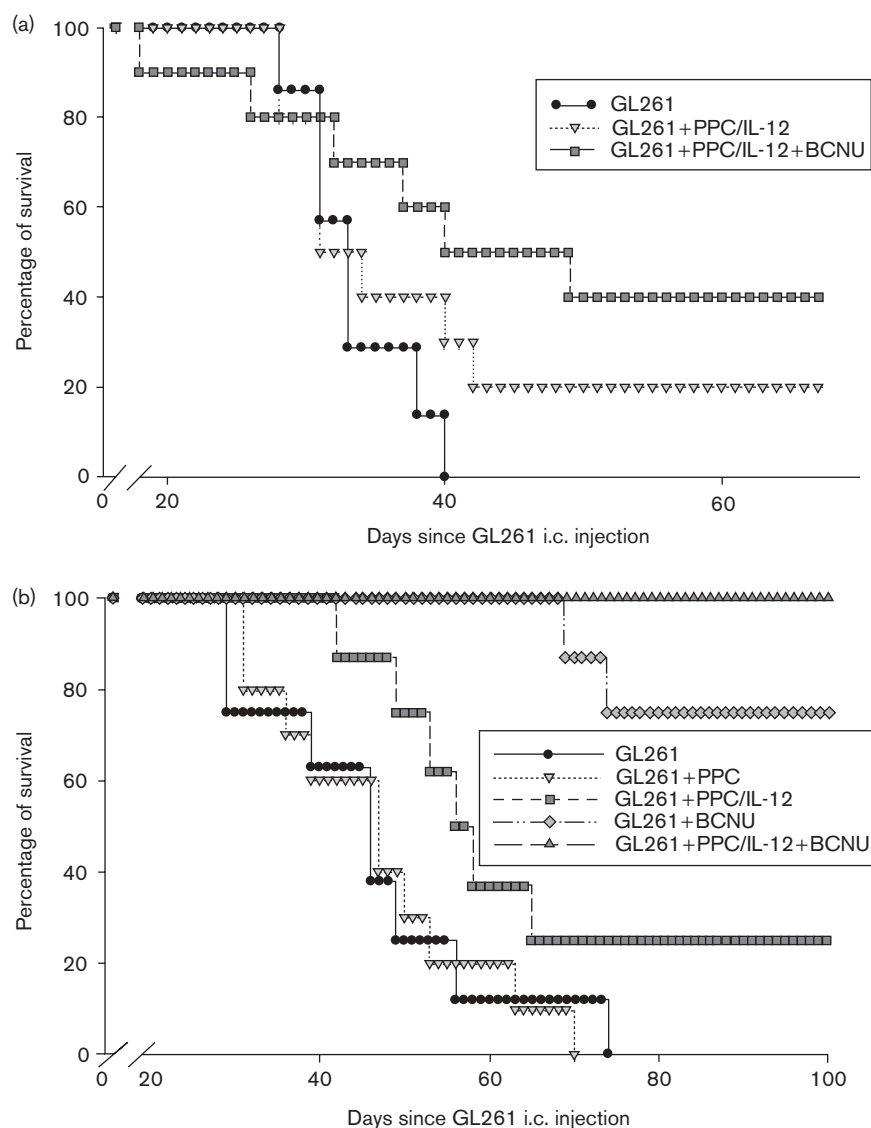 (a)
100
80
60
40
20
0
Percentage of survival
GL261
GL261+PPC/IL-12
GL261+PPC/IL-12+BCNU
0 20 40 60
Days since GL261 i.c. injection
(b)
100
80
60
40
20
0
Percentage of survival
GL261
GL261+PPC
GL261+PPC/IL-12
GL261+BCNU
GL261+PPC/IL-12+BCNU
0 20 40 60 80 100
Days since GL261 i.c. injection